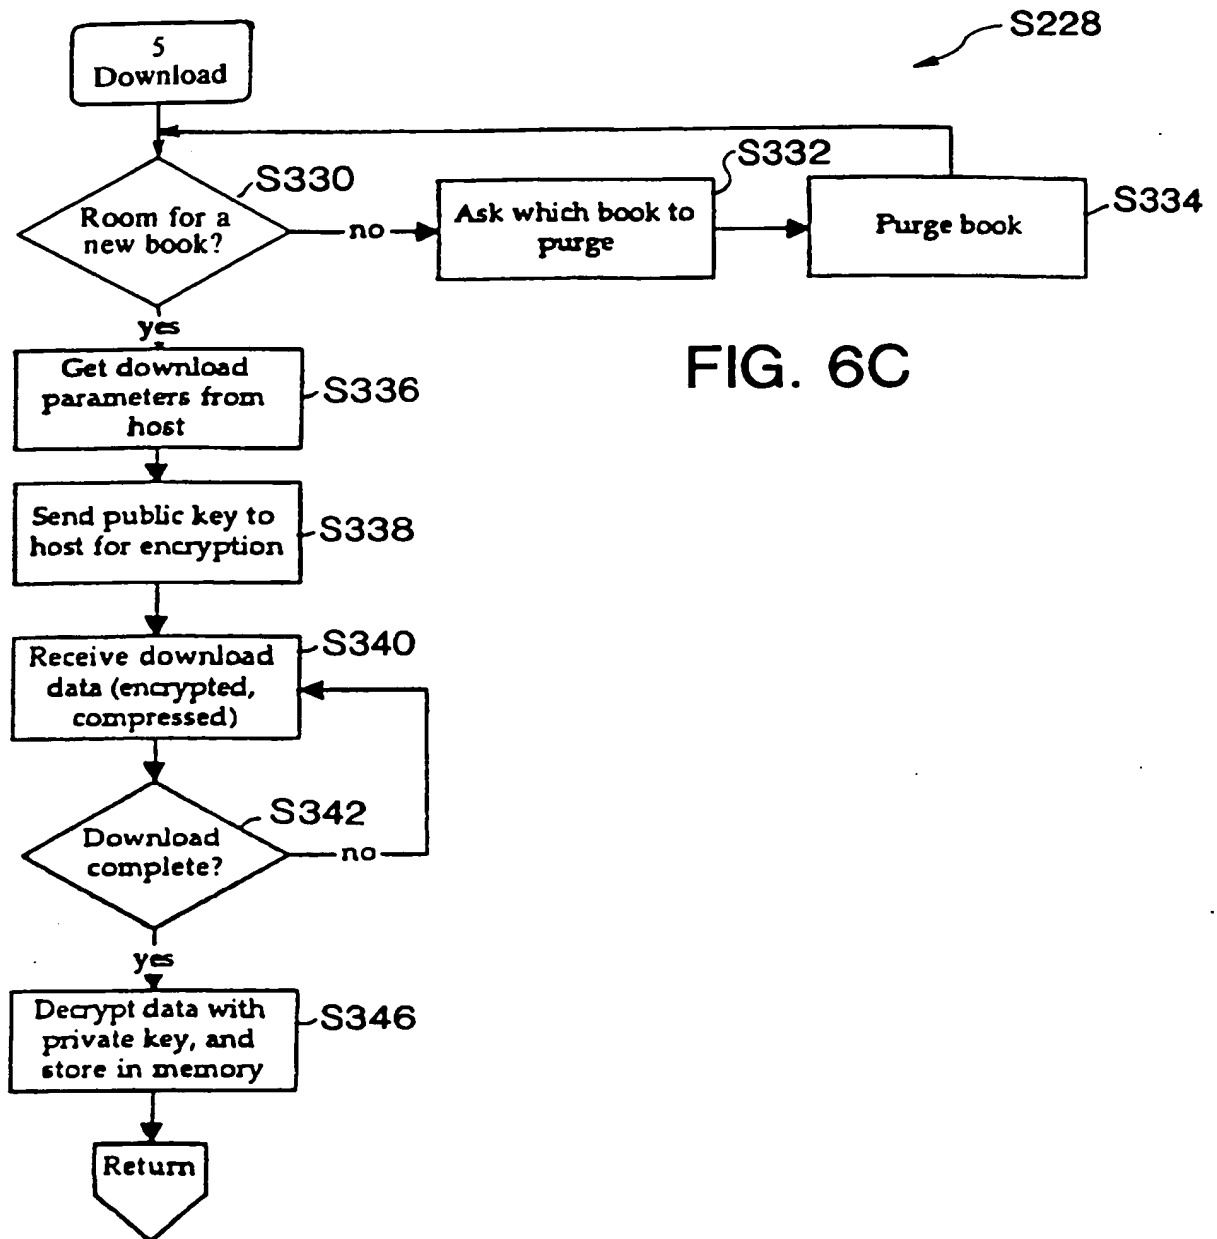 S228
5
Download
S330
Room for a
new book?
no
S332
Ask which book to
purge
S334
Purge book
yes
FIG. 6C
Get download
parameters from
host
S336
Send public key to
host for encryption
S338
S340
Receive download
data (encrypted,
compressed)
S342
Download
complete?
no
yes
Decrypt data with
private key, and
store in memory
S346
Return